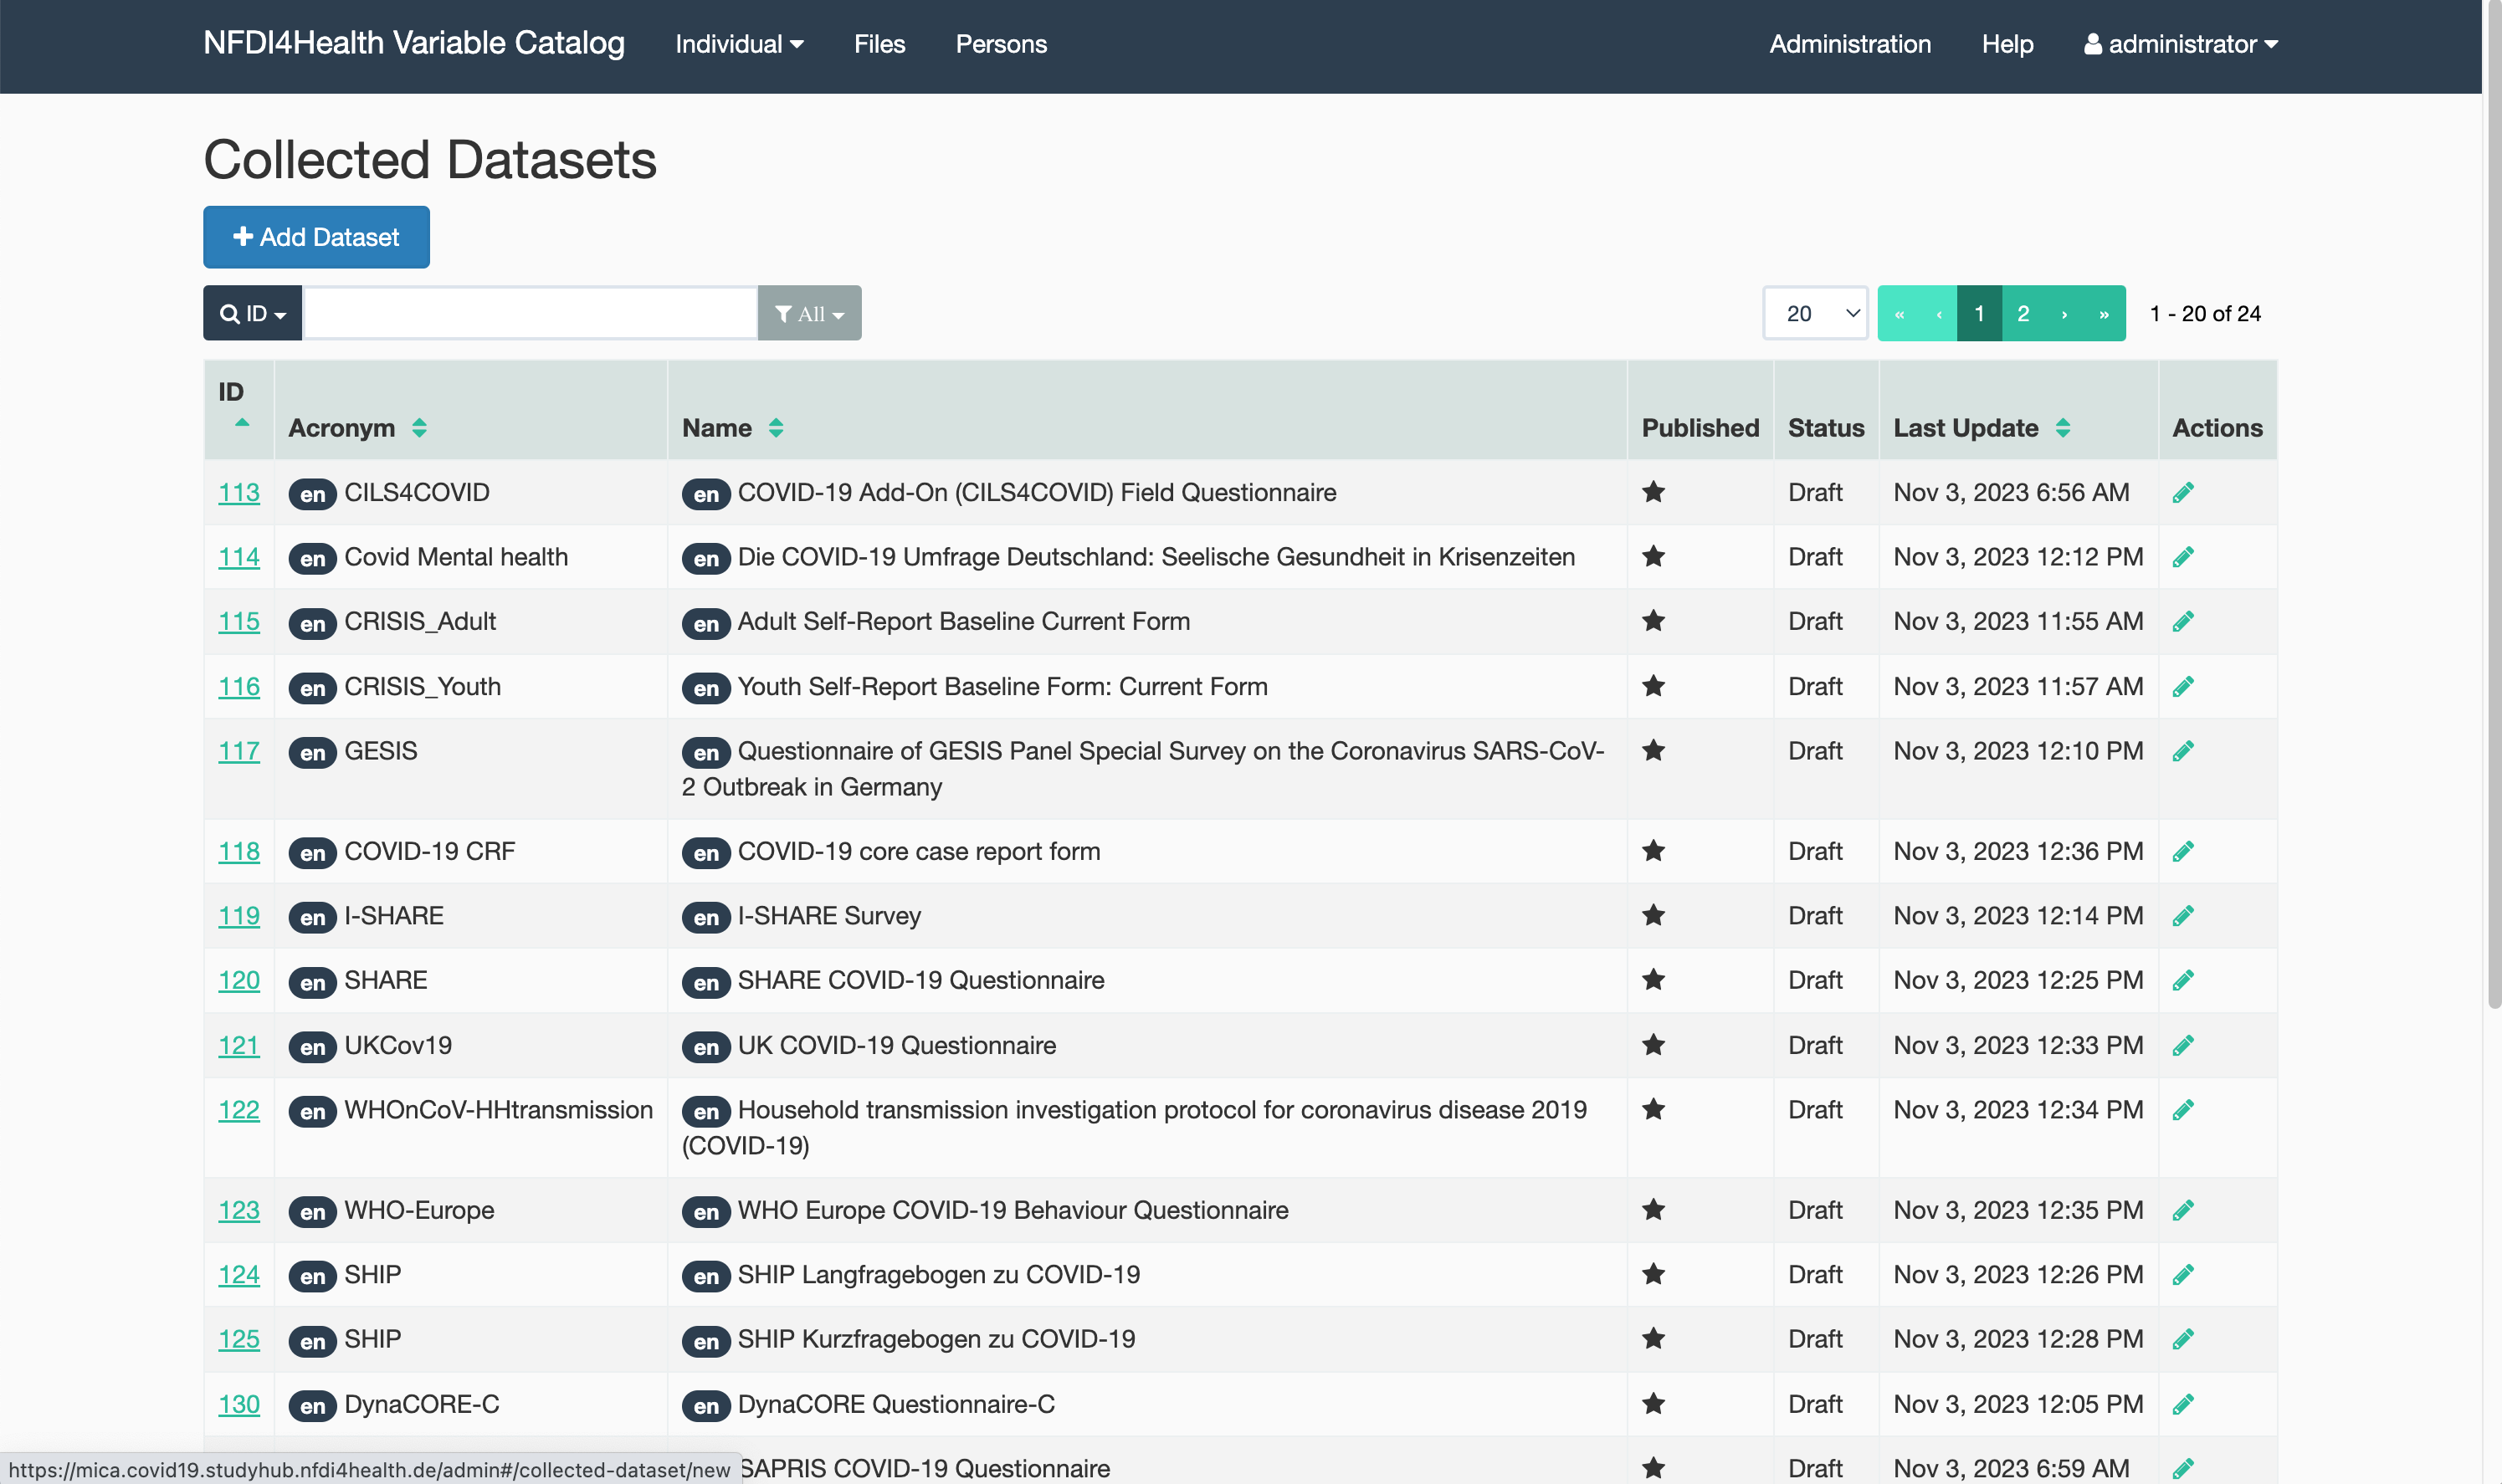 NFDI4Health Variable Catalog Individual Files Persons Administration Help administrator
Collected Datasets
Add Dataset
ID All 20 « ‹ 1 2 › » 1 - 20 of 24
ID
Acronym Name Published Status Last Update Actions
113 en CILS4COVID en COVID-19 Add-On (CILS4COVID) Field Questionnaire Draft Nov 3, 2023 6:56 AM
114 en Covid Mental health en Die COVID-19 Umfrage Deutschland: Seelische Gesundheit in Krisenzeiten Draft Nov 3, 2023 12:12 PM
115 en CRISIS_Adult en Adult Self-Report Baseline Current Form Draft Nov 3, 2023 11:55 AM
116 en CRISIS_Youth en Youth Self-Report Baseline Form: Current Form Draft Nov 3, 2023 11:57 AM
117 en GESIS en Questionnaire of GESIS Panel Special Survey on the Coronavirus SARS-CoV- Draft Nov 3, 2023 12:10 PM
2 Outbreak in Germany
118 en COVID-19 CRF en COVID-19 core case report form Draft Nov 3, 2023 12:36 PM
119 en I-SHARE en I-SHARE Survey Draft Nov 3, 2023 12:14 PM
120 en SHARE en SHARE COVID-19 Questionnaire Draft Nov 3, 2023 12:25 PM
121 en UKCov19 en UK COVID-19 Questionnaire Draft Nov 3, 2023 12:33 PM
122 en WHOnCoV-HHtransmission en Household transmission investigation protocol for coronavirus disease 2019 Draft Nov 3, 2023 12:34 PM
(COVID-19)
123 en WHO-Europe en WHO Europe COVID-19 Behaviour Questionnaire Draft Nov 3, 2023 12:35 PM
124 en SHIP en SHIP Langfragebogen zu COVID-19 Draft Nov 3, 2023 12:26 PM
125 en SHIP en SHIP Kurzfragebogen zu COVID-19 Draft Nov 3, 2023 12:28 PM
130 en DynaCORE-C en DynaCORE Questionnaire-C Draft Nov 3, 2023 12:05 PM
https://mica.covid19.studyhub.nfdi4health.de/admin#/collected-dataset/new SAPRIS COVID-19 Questionnaire Draft Nov 3, 2023 6:59 AM